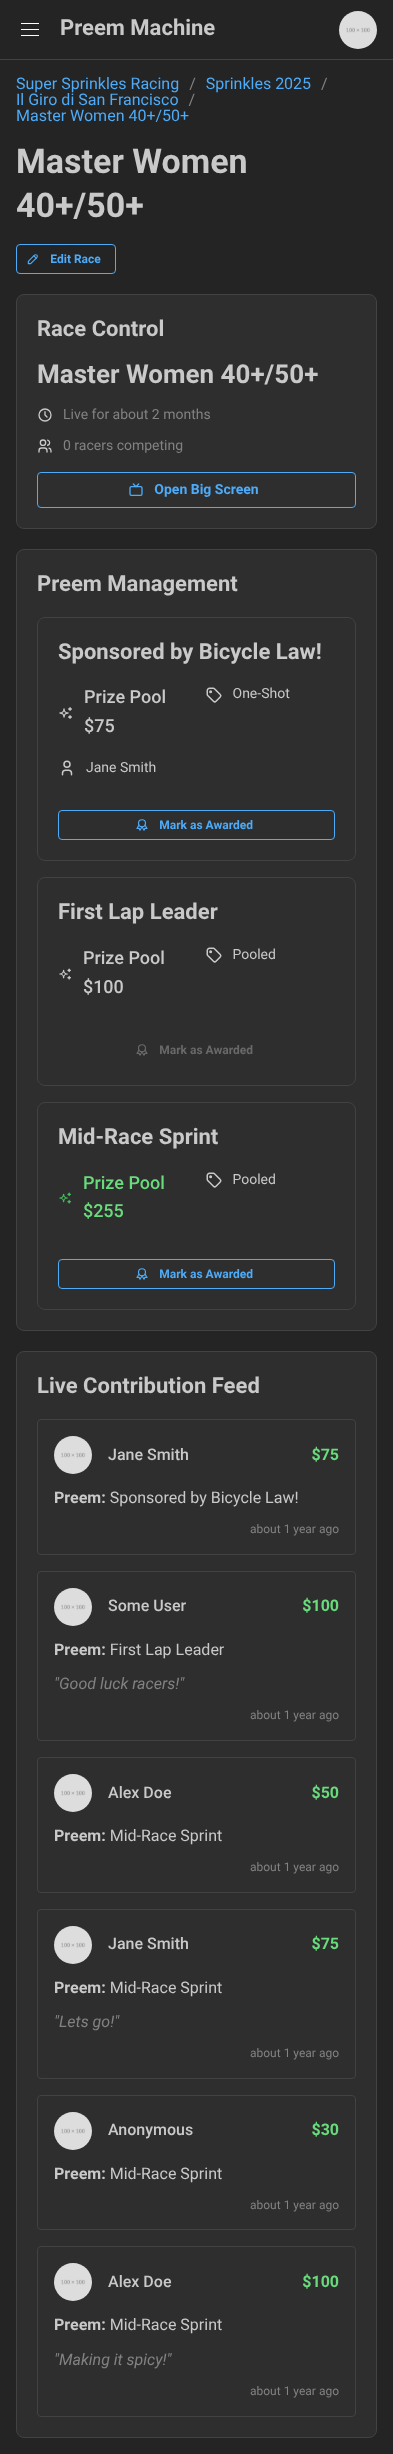 Preem Machine
100 × 100
Super Sprinkles Racing / Sprinkles 2025 /
Il Giro di San Francisco /
Master Women 40+/50+
Master Women
40+/50+
Edit Race
Race Control
Master Women 40+/50+
Live for about 2 months
0 racers competing
Open Big Screen
Preem Management
Sponsored by Bicycle Law!
Prize Pool
$75
One-Shot
Jane Smith
Mark as Awarded
First Lap Leader
Prize Pool
$100
Pooled
Mark as Awarded
Mid-Race Sprint
Prize Pool
$255
Pooled
Mark as Awarded
Live Contribution Feed
100 × 100
Jane Smith $75
Preem: Sponsored by Bicycle Law!
about 1 year ago
100 × 100
Some User $100
Preem: First Lap Leader
"Good luck racers!"
about 1 year ago
100 × 100
Alex Doe $50
Preem: Mid-Race Sprint
about 1 year ago
100 × 100
Jane Smith $75
Preem: Mid-Race Sprint
"Lets go!"
about 1 year ago
100 × 100
Anonymous $30
Preem: Mid-Race Sprint
about 1 year ago
100 × 100
Alex Doe $100
Preem: Mid-Race Sprint
"Making it spicy!"
about 1 year ago